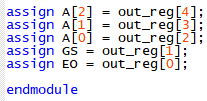 assign A[2] = out_reg[4];
assign A[1] = out_reg[3];
assign A[0] = out_reg[2];
assign GS = out_reg[1];
assign EO = out_reg[0];
endmodule